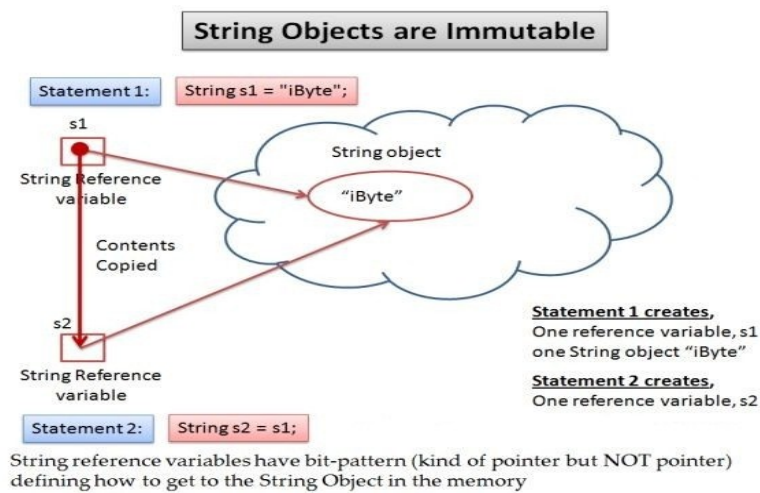 String Objects are Immutable
Statement 1:
String s1 = "iByte";
s1
String Reference
variable
String object
“iByte”
Contents
Copied
s2
String Reference
variable
Statement 1 creates,
One reference variable, s1
one String object “iByte”
Statement 2 creates,
One reference variable, s2
Statement 2:
String s2 = s1;
String reference variables have bit-pattern (kind of pointer but NOT pointer)
defining how to get to the String Object in the memory